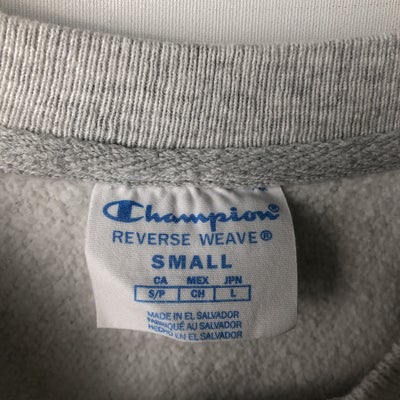 Champion®
REVERSE WEAVE®
SMALL
CA MEX JPN
S/P CH L
MADE IN EL SALVADOR
FABRIQUÉ AU SALVADOR
HECHO EN EL SALVADOR